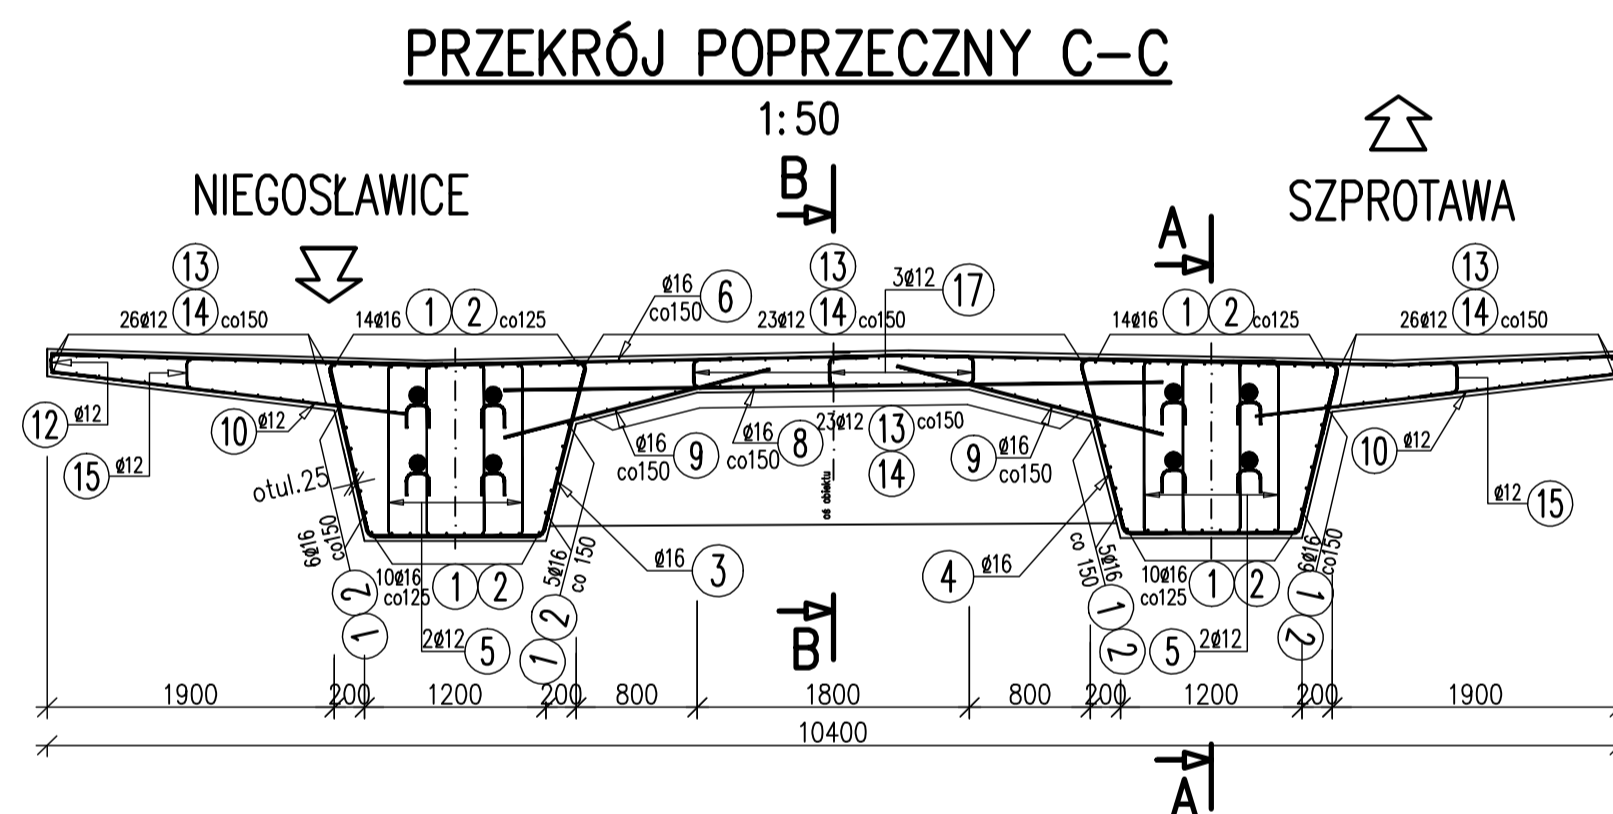 PRZEKRÓJ POPRZECZNY C-C
1:50
NIEGOSŁAWICE
B
A
SZPROTAWA
13
14
26ø12
co150
14ø16
1
2
co125
ø16
co150
6
13
14
23ø12
co150
3ø12
17
14ø16
1
2
co125
13
14
26ø12
co150
12
ø12
15
ø12
10
ø12
otul.25
ø16
co150
9
ø16
co150
8
23ø12
13
co150
14
oś obiektu
9
ø16
co150
10
ø12
ø12
15
6ø16
co150
2
1
10ø16
co125
1
2
5ø16
co 150
2
1
ø16
3
4
ø16
5ø16
co 150
1
2
10ø16
co125
1
2
6ø16
co150
1
2
2ø12
5
B
5
2ø12
1900
200
1200
200
800
1800
800
200
1200
200
1900
10400
A